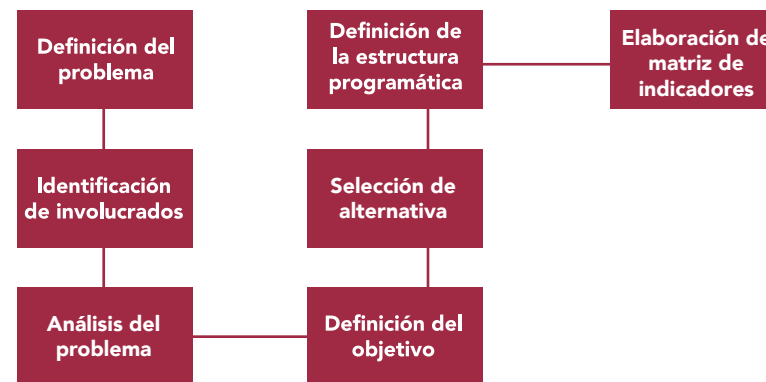 Definición del
problema
Identificación
de involucrados
Análisis del
problema
Definición del
objetivo
Selección de
alternativa
Definición de
la estructura
programática
Elaboración de
matriz de
indicadores